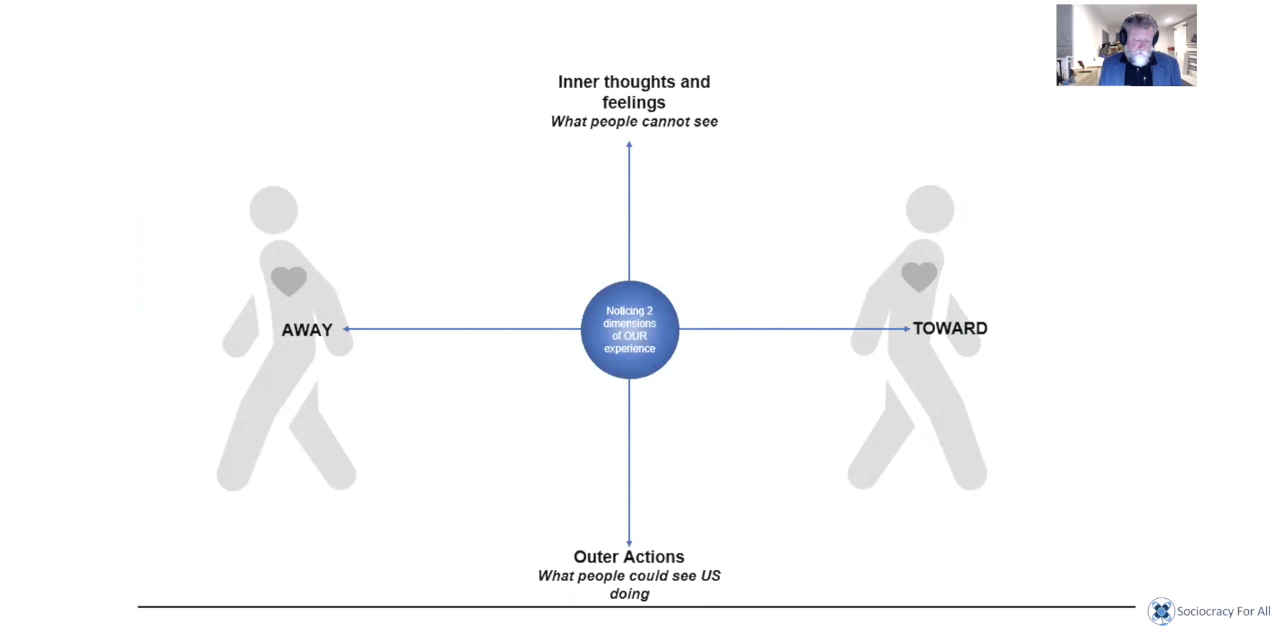 Inner thoughts and
feelings
What people cannot see
AWAY
Noticing 2
dimensions
of OUR
experience
TOWARD
Outer Actions
What people could see US
doing
Sociocracy For All